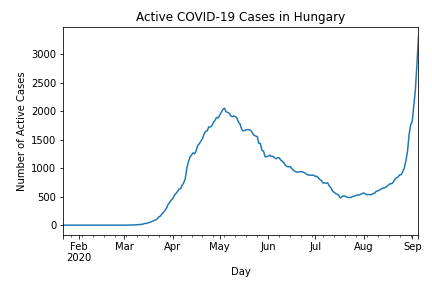 Active COVID-19 Cases in Hungary
Number of Active Cases
3000
2500
2000
1500
1000
500
0
Feb Mar Apr May Jun Jul Aug Sep
2020
Day